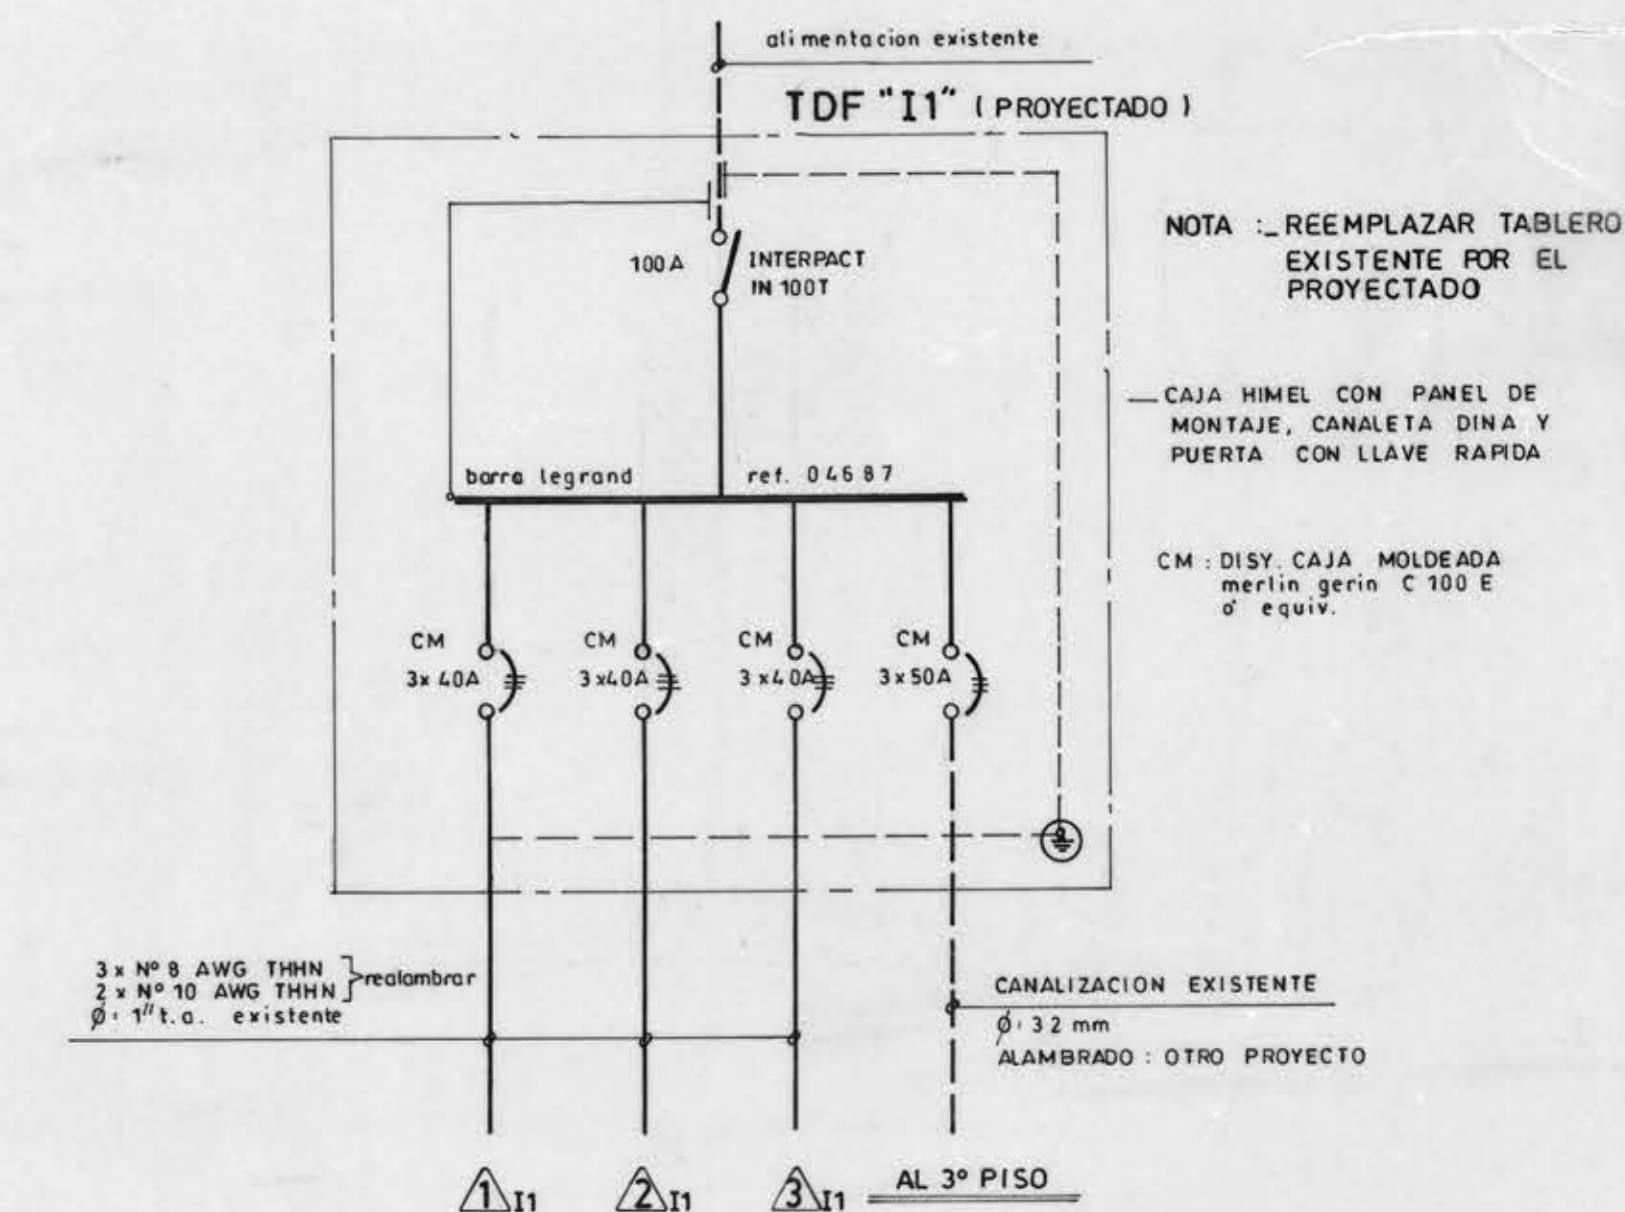 alimentacion existente
TDF "I1" ( PROYECTADO )
NOTA :_ REEMPLAZAR TABLERO
EXISTENTE POR EL
PROYECTADO
100 A
INTERPACT
IN 100T
CAJA HIMEL CON PANEL DE
MONTAJE, CANALETA DINA Y
PUERTA CON LLAVE RAPIDA
barra legrand ref. 04687
CM : DISY. CAJA MOLDEADA
merlin gerin C 100 E
o' equiv.
CM CM CM CM
3x 40A 3x40A 3x40A 3x50A
3 x Nº 8 AWG THHN
2 x Nº 10 AWG THHN
realambrar
Ø: 1" t.a. existente
CANALIZACION EXISTENTE
Ø: 32 mm
ALAMBRADO : OTRO PROYECTO
1 I1 2 I1 3 I1 AL 3º PISO